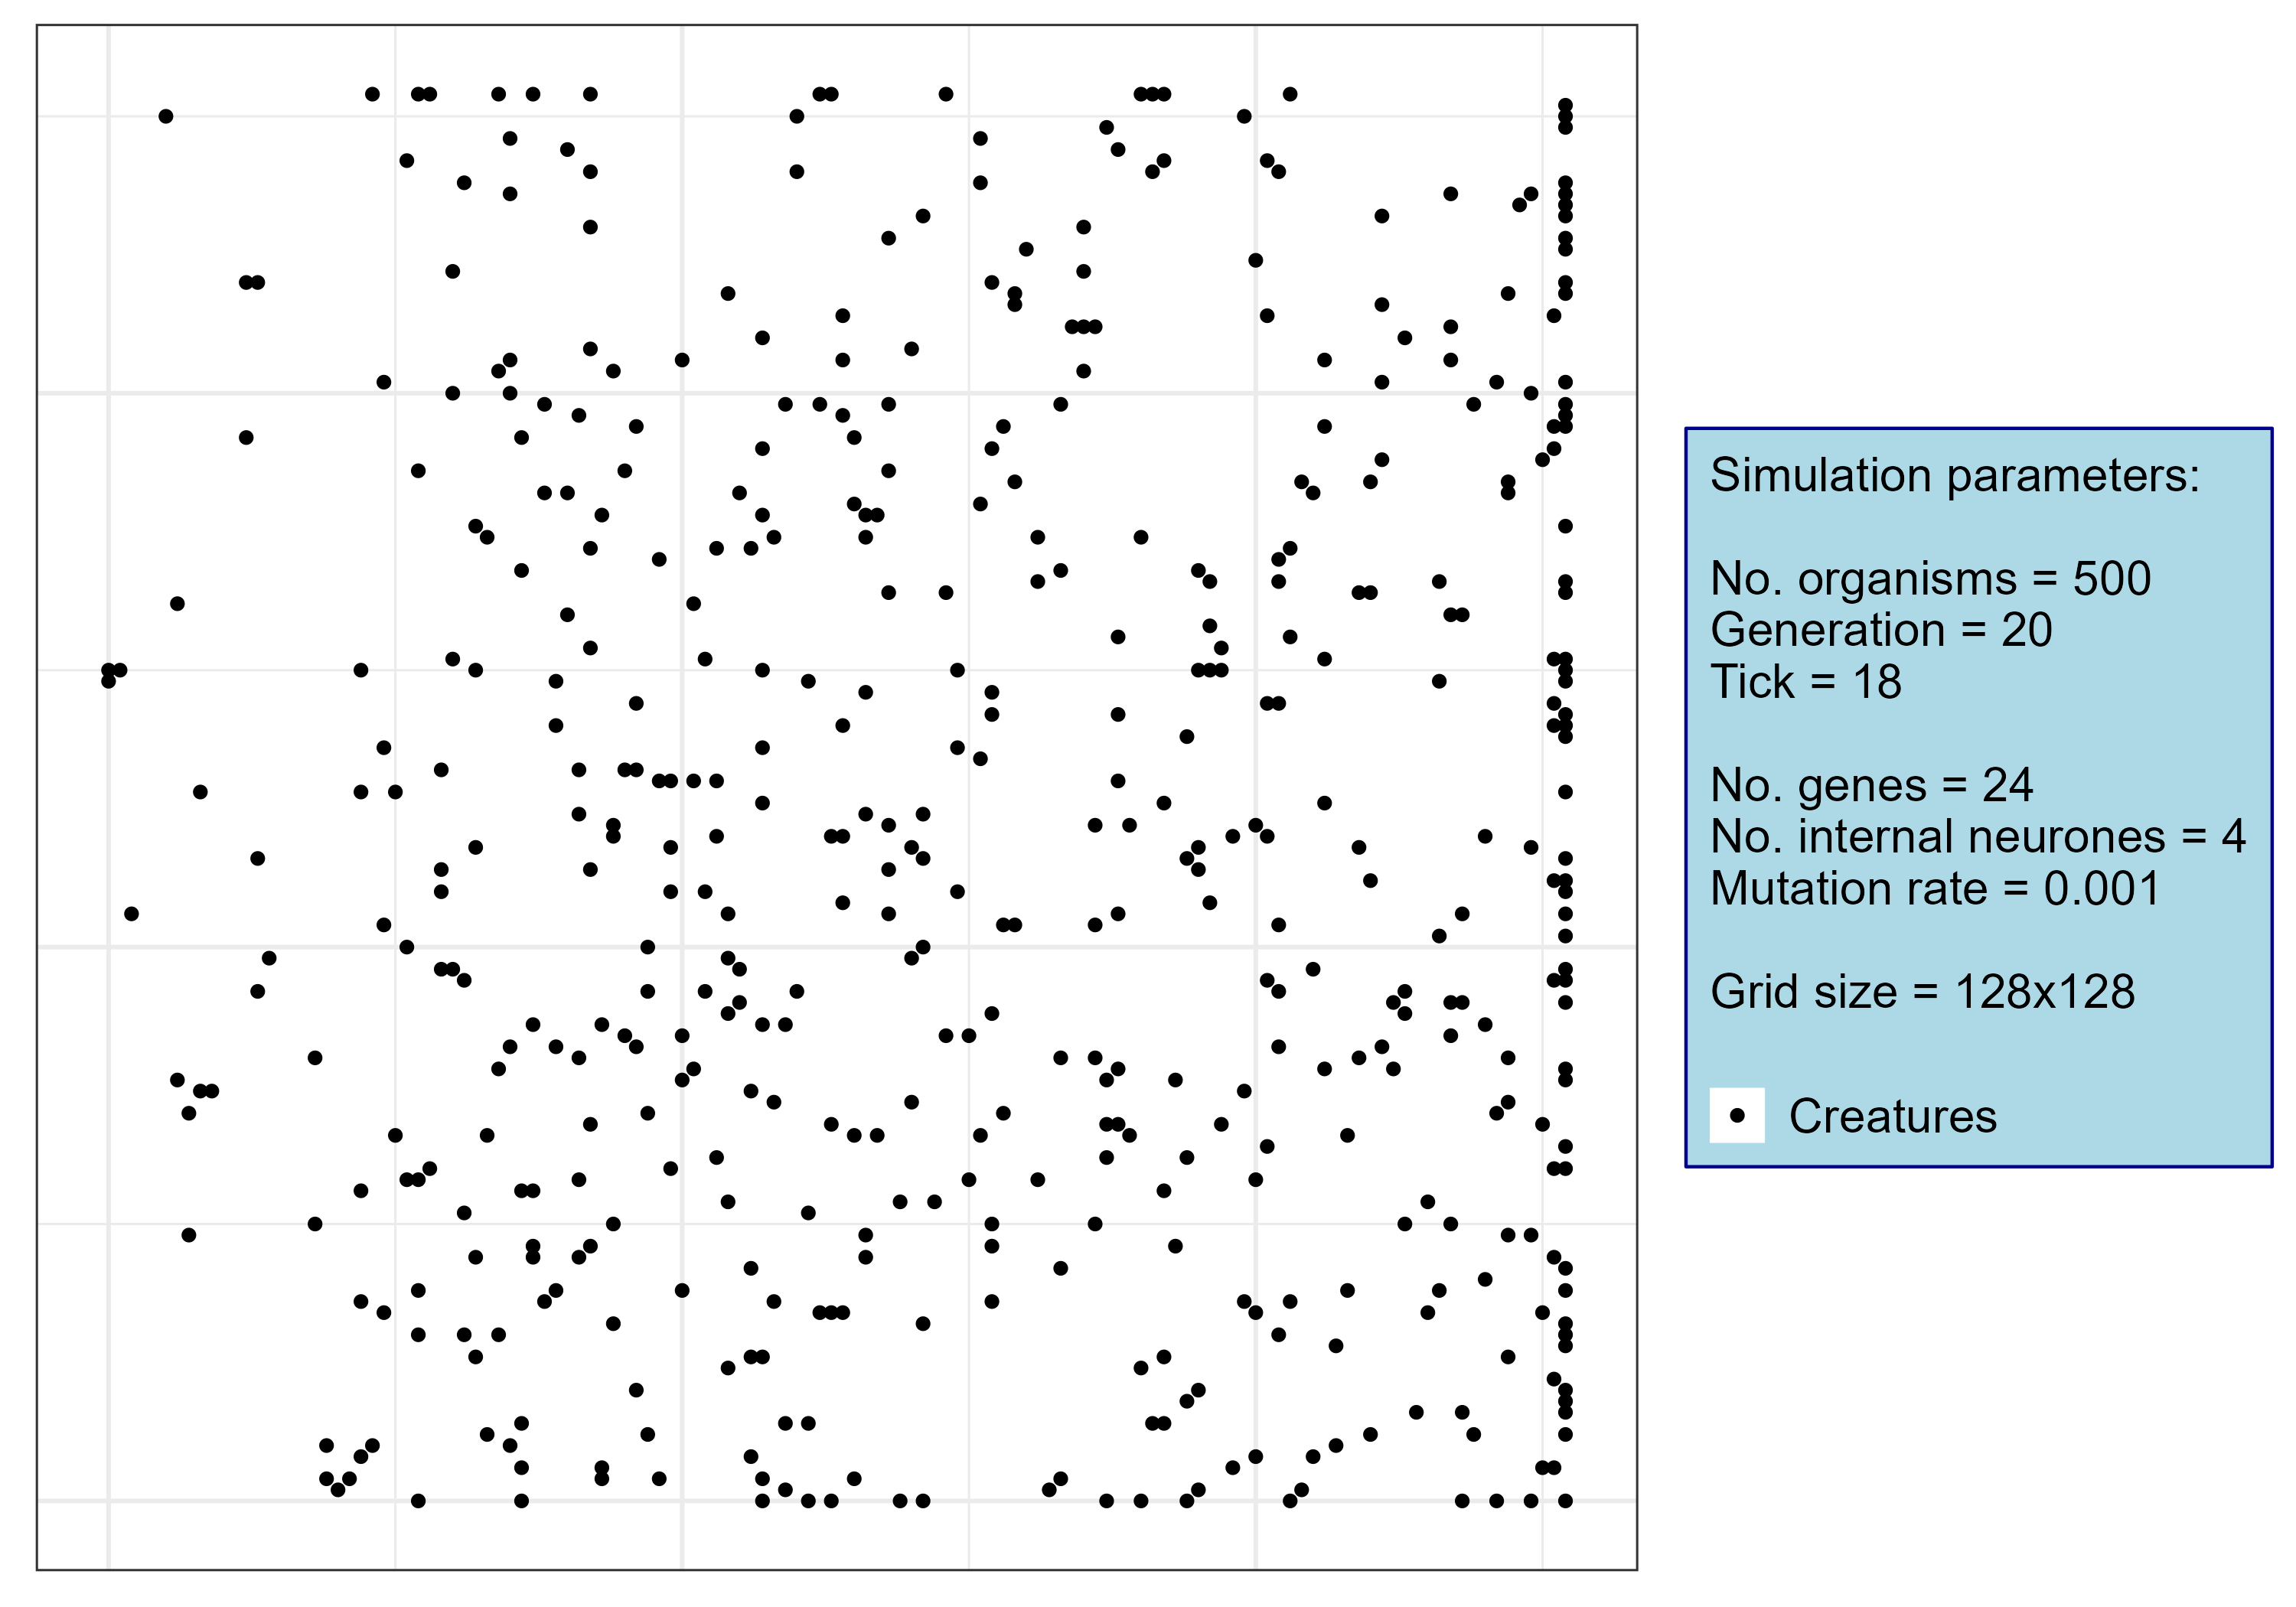 Simulation parameters:
No. organisms = 500
Generation = 20
Tick = 18
No. genes = 24
No. internal neurones = 4
Mutation rate = 0.001
Grid size = 128x128
Creatures